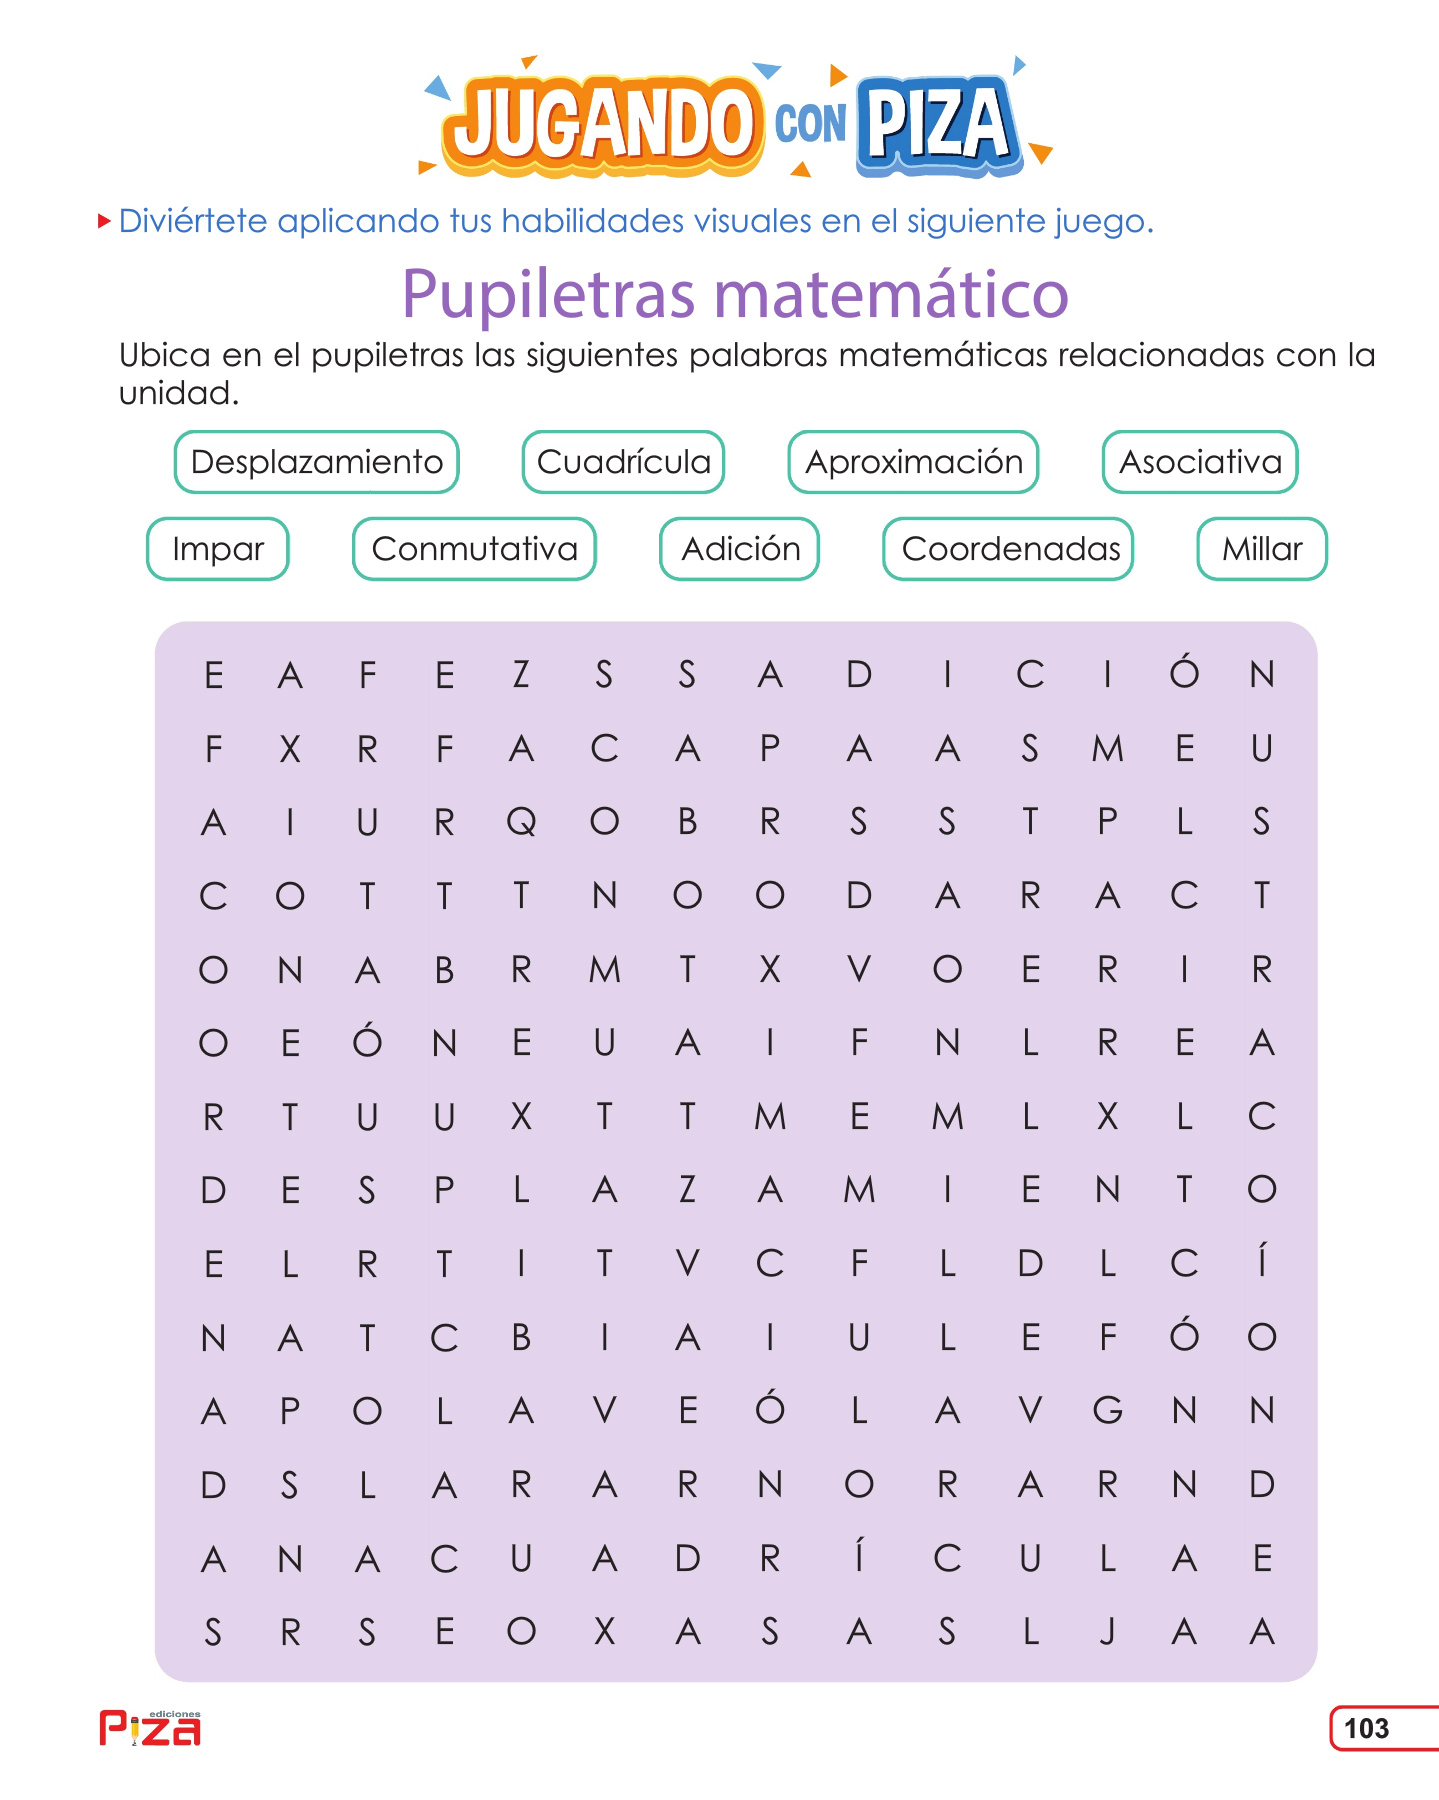 JUGANDO CON PIZA
Diviértete aplicando tus habilidades visuales en el siguiente juego.
Pupiletras matemático
Ubica en el pupiletras las siguientes palabras matemáticas relacionadas con la
unidad.
Desplazamiento Cuadrícula Aproximación Asociativa
Impar Conmutativa Adición Coordenadas Millar
E A F E Z S S A D I C I Ó N
F X R F A C A P A A S M E U
A I U R Q O B R S S T P L S
C O T T T N O O D A R A C T
O N A B R M T X V O E R I R
O E Ó N E U A I F N L R E A
R T U U X T T M E M L X L C
D E S P L A Z A M I E N T O
E L R T I T V C F L D L C Í
N A T C B I A I U L E F Ó O
A P O L A V E Ó L A V G N N
D S L A R A R N O R A R N D
A N A C U A D R Í C U L A E
S R S E O X A S A S L J A A
ediciones
Piza
103